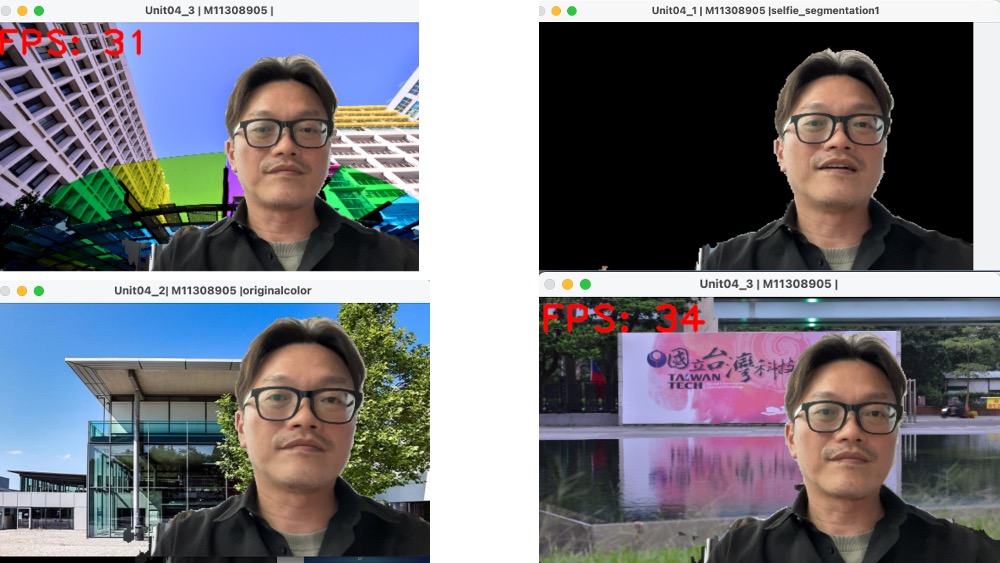 Unit04_3 | M11308905 |
FPS: 31
Unit04_1 | M11308905 |selfie_segmentation1
Unit04_2| M11308905 |originalcolor
Unit04_3 | M11308905 |
FPS: 34
國立台灣科技
TAIWAN
TECH